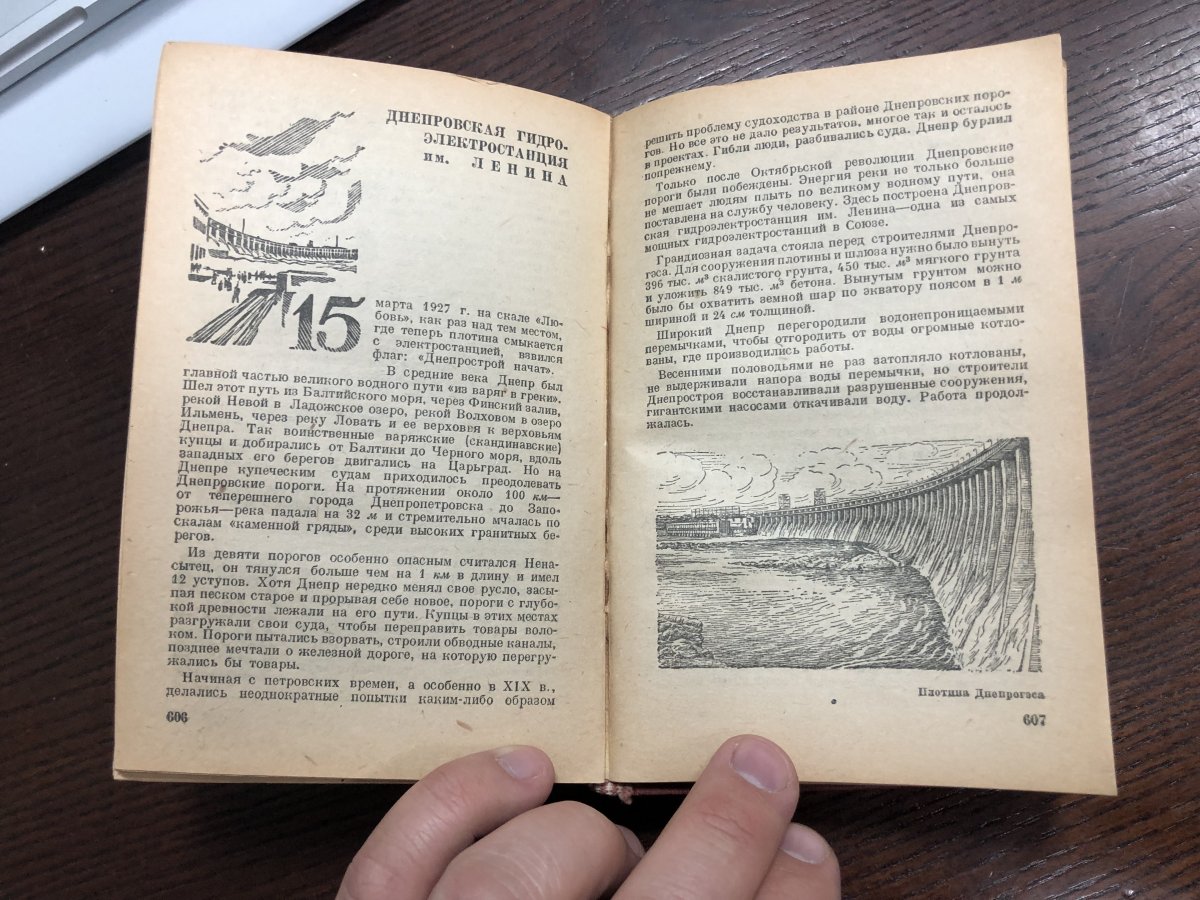 ДНЕПРОВСКАЯ ГИДРО-
ЭЛЕКТРОСТАНЦИЯ
им. ЛЕНИНА
15 марта 1927 г. на скале «Лю-
бовь», как раз над тем местом,
где теперь плотина смыкается
с электростанцией, взвился
флаг: «Днепрострой начат».
В средние века Днепр был
главной частью великого водного пути «из варяг в греки».
Шел этот путь из Балтийского моря, через Финский залив,
рекой Невой в Ладожское озеро, рекой Волховом в озеро
Ильмень, через реку Ловать и ее верховья к верховьям
Днепра. Так воинственные варяжские (скандинавские)
купцы и добирались от Балтики до Черного моря, вдоль
западных его берегов двигались на Царьград. Но на
Днепре купеческим судам приходилось преодолевать
Днепровские пороги. На протяжении около 100 км—
от теперешнего города Днепропетровска до Запо-
рожья—река падала на 32 м и стремительно мчалась по
скалам «каменной гряды», среди высоких гранитных бе-
регов.
Из девяти порогов особенно опасным считался Нена-
сытец, он тянулся больше чем на 1 км в длину и имел
12 уступов. Хотя Днепр нередко менял свое русло, засы-
пая песком старое и прорывая себе новое, пороги с глубо-
кой древности лежали на его пути. Купцы в этих местах
разгружали свои суда, чтобы переправить товары воло-
ком. Пороги пытались взорвать, строили обводные каналы,
позднее мечтали о железной дороге, на которую перегру-
жались бы товары.
Начиная с петровских времен, а особенно в XIX в.,
делались неоднократные попытки каким-либо образом
606
решить проблему судоходства в районе Днепровских поро-
гов. Но все это не дало результатов, многое так и осталось
в проектах. Гибли люди, разбивались суда. Днепр бурлил
попрежнему.
Только после Октябрьской революции Днепровские
пороги были побеждены. Энергия реки не только больше
не мешает людям плыть по великому водному пути, она
поставлена на службу человеку. Здесь построена Днепров-
ская гидроэлектростанция им. Ленина—одна из самых
мощных гидроэлектростанций в Союзе.
Грандиозная задача стояла перед строителями Днепро-
гэса. Для сооружения плотины и шлюза нужно было вынуть
396 тыс. м³ скалистого грунта, 450 тыс. м³ мягкого грунта
и уложить 849 тыс. м³ бетона. Вынутым грунтом можно
было бы охватить земной шар по экватору поясом в 1 м
шириной и 24 см толщиной.
Широкий Днепр перегородили водонепроницаемыми
перемычками, чтобы отгородить от воды огромные котло-
ваны, где производились работы.
Весенними половодьями не раз затопляло котлованы,
не выдерживали напора воды перемычки, но строители
Днепростроя восстанавливали разрушенные сооружения,
гигантскими насосами откачивали воду. Работа продол-
жалась.
Плотина Днепрогэса
607